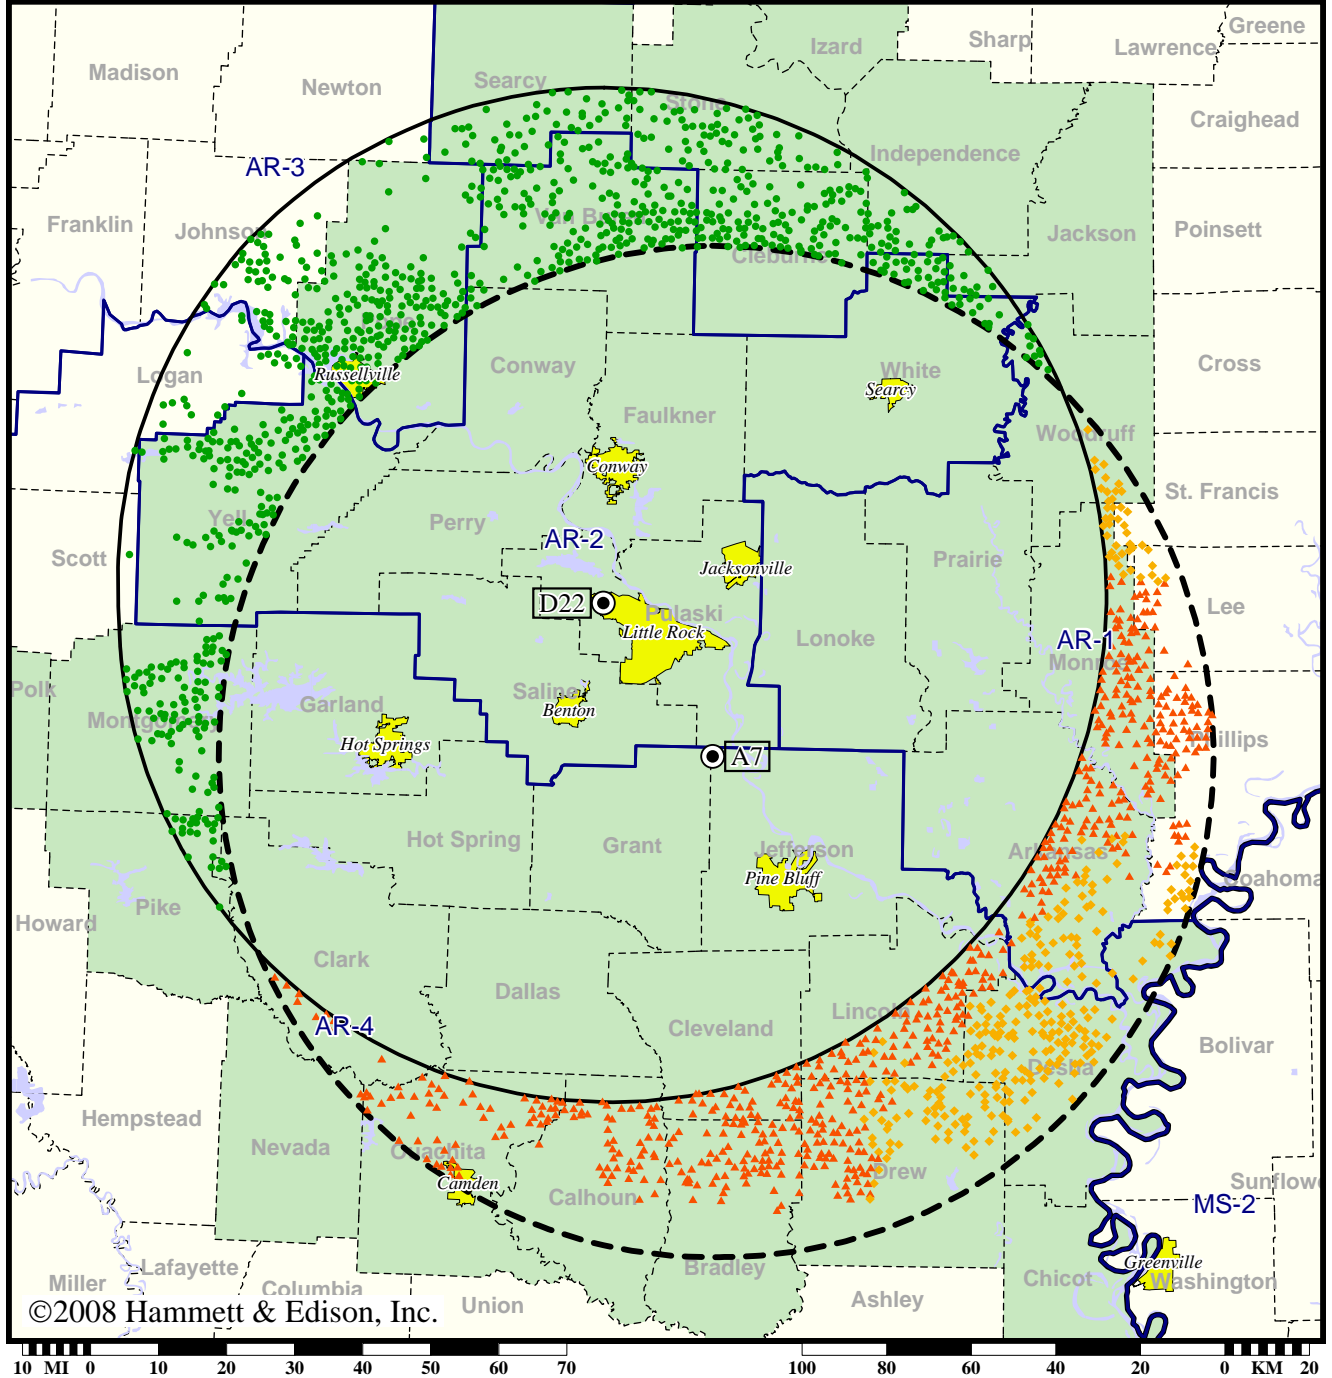 Greene
Izard
Sharp
Lawrence
Madison
Newton
Searcy
Stone
Craighead
Independence
AR-3
Franklin
Johnson
Van Buren
Jackson
Poinsett
Cleburne
Pope
Logan
Russellville
Conway
White
Cross
Searcy
Faulkner
Woodruff
Conway
St. Francis
Yell
Perry
AR-2
Scott
Jacksonville
Prairie
D22
Pulaski
Lee
Little Rock
Lonoke
AR-1
Monroe
Polk
Montgomery
Garland
Saline
Benton
Hot Springs
A7
Phillips
Hot Spring
Grant
Jefferson
Arkansas
Pine Bluff
Coahoma
Howard
Pike
Clark
Dallas
Lincoln
AR-4
Cleveland
Bolivar
Desha
Hempstead
Nevada
Ouachita
Camden
Calhoun
Drew
Sunflowe
MS-2
Lafayette
Bradley
Greenville
Miller
Columbia
Chicot
Washington
Union
Ashley
©2008 Hammett & Edison, Inc.
10 MI 0 10 20 30 40 50 60 70 100 80 60 40 20 0 KM 20